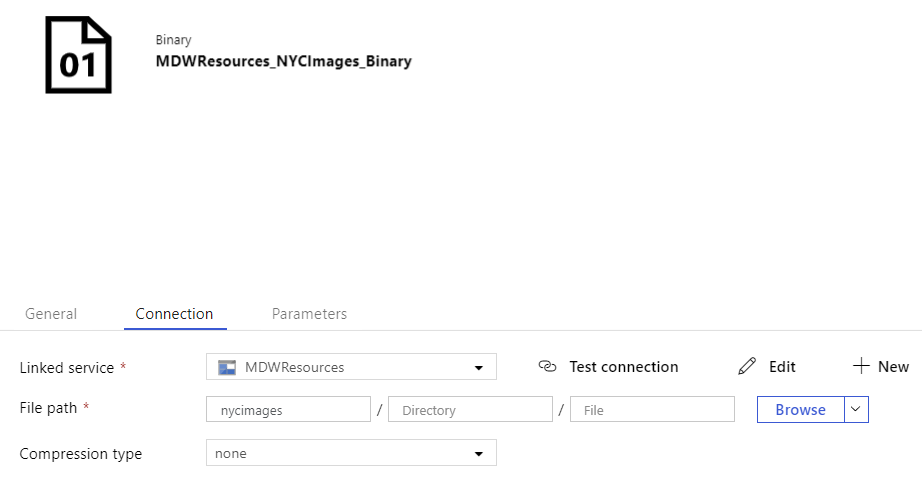 01
Binary
MDWResources_NYCImages_Binary
General Connection Parameters
Linked service * MDWResources Test connection Edit New
File path * nycimages / Directory / File Browse
Compression type none